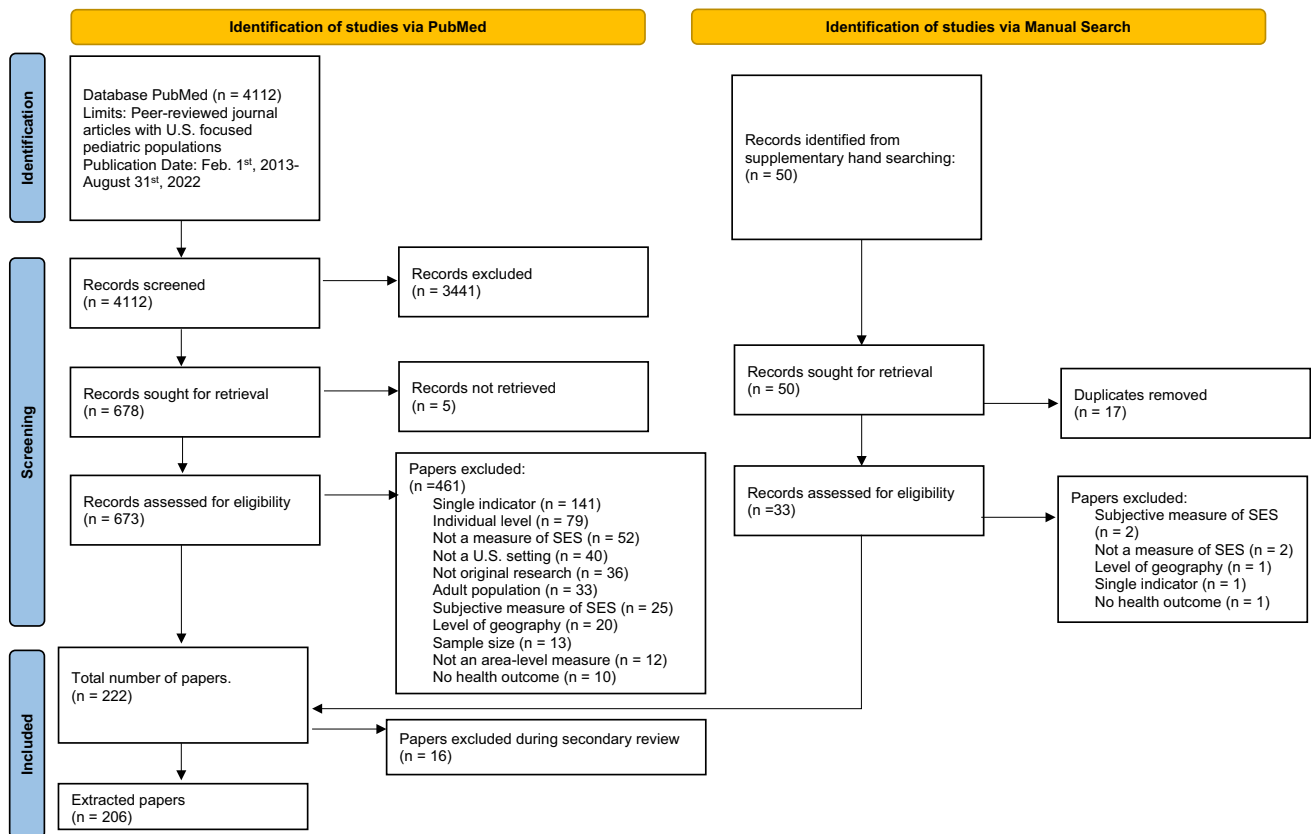 Identification of studies via PubMed
Identification of studies via Manual Search
Identification
Database PubMed (n = 4112)
Limits: Peer-reviewed journal
articles with U.S. focused
pediatric populations
Publication Date: Feb. 1st, 2013-
August 31st, 2022
Records identified from
supplementary hand searching:
(n = 50)
Screening
Records screened
(n = 4112)
Records excluded
(n = 3441)
Records sought for retrieval
(n = 678)
Records not retrieved
(n = 5)
Records sought for retrieval
(n = 50)
Duplicates removed
(n = 17)
Records assessed for eligibility
(n = 673)
Papers excluded:
(n =461)
Single indicator (n = 141)
Individual level (n = 79)
Not a measure of SES (n = 52)
Not a U.S. setting (n = 40)
Not original research (n = 36)
Adult population (n = 33)
Subjective measure of SES (n = 25)
Level of geography (n = 20)
Sample size (n = 13)
Not an area-level measure (n = 12)
No health outcome (n = 10)
Records assessed for eligibility
(n =33)
Papers excluded:
Subjective measure of SES
(n = 2)
Not a measure of SES (n = 2)
Level of geography (n = 1)
Single indicator (n = 1)
No health outcome (n = 1)
Included
Total number of papers.
(n = 222)
Papers excluded during secondary review
(n = 16)
Extracted papers
(n = 206)